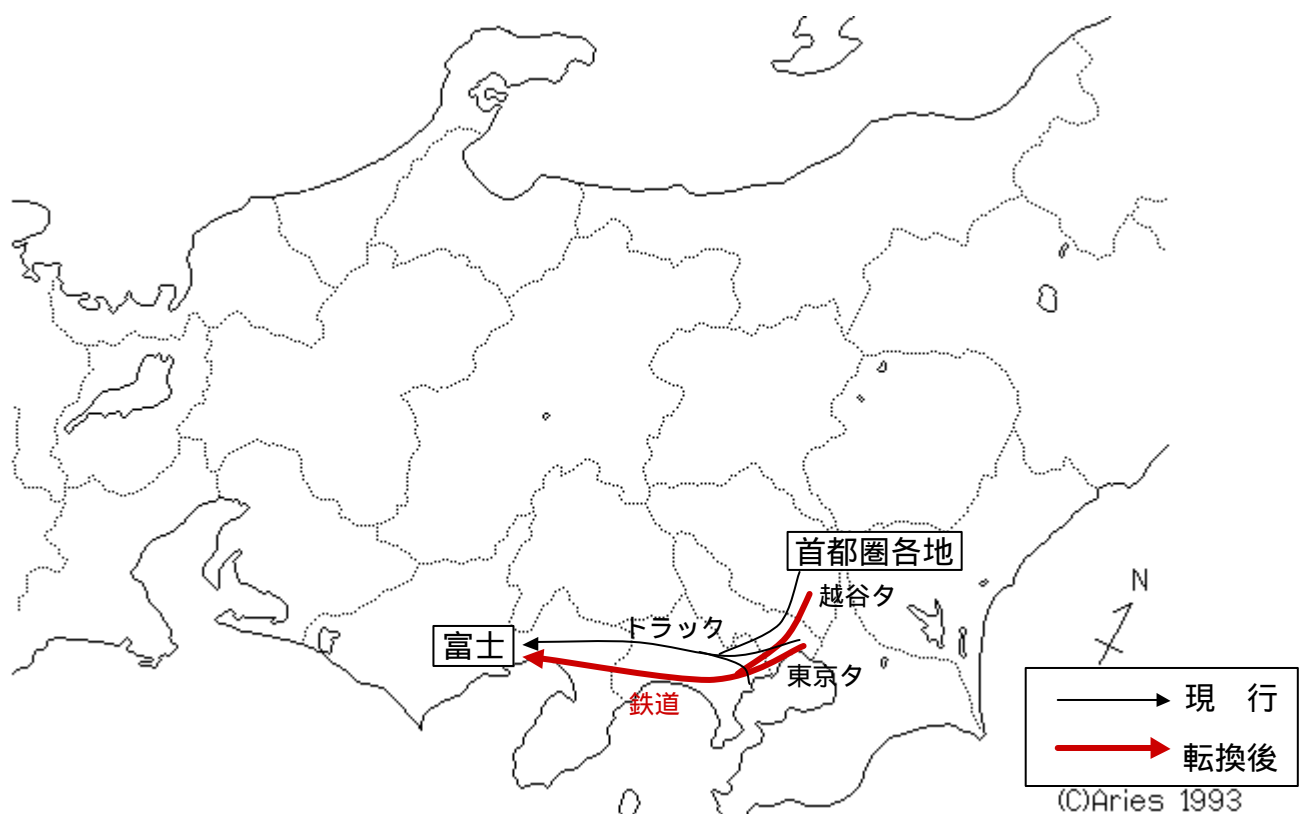 首都圏各地
越谷タ
トラック
富士
東京タ
鉄道
N
現　行
転換後
(C)Aries 1993